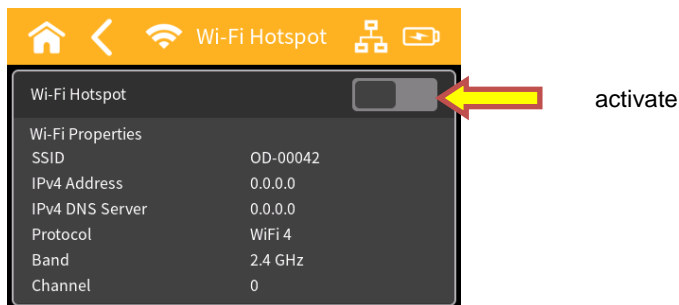 Wi-Fi Hotspot
Wi-Fi Hotspot
activate
Wi-Fi Properties
SSID OD-00042
IPv4 Address 0.0.0.0
IPv4 DNS Server 0.0.0.0
Protocol WiFi 4
Band 2.4 GHz
Channel 0